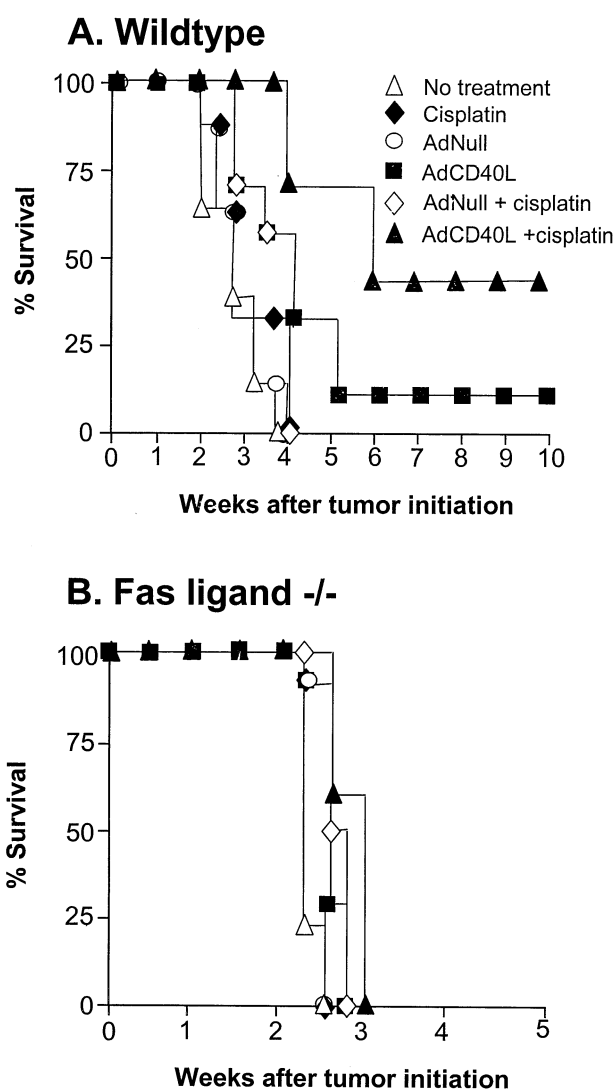 A. Wildtype
100
75
50
25
0
% Survival
No treatment
Cisplatin
AdNull
AdCD40L
AdNull + cisplatin
AdCD40L +cisplatin
0 1 2 3 4 5 6 7 8 9 10
Weeks after tumor initiation
B. Fas ligand -/-
100
75
50
25
0
% Survival
0 1 2 3 4 5
Weeks after tumor initiation